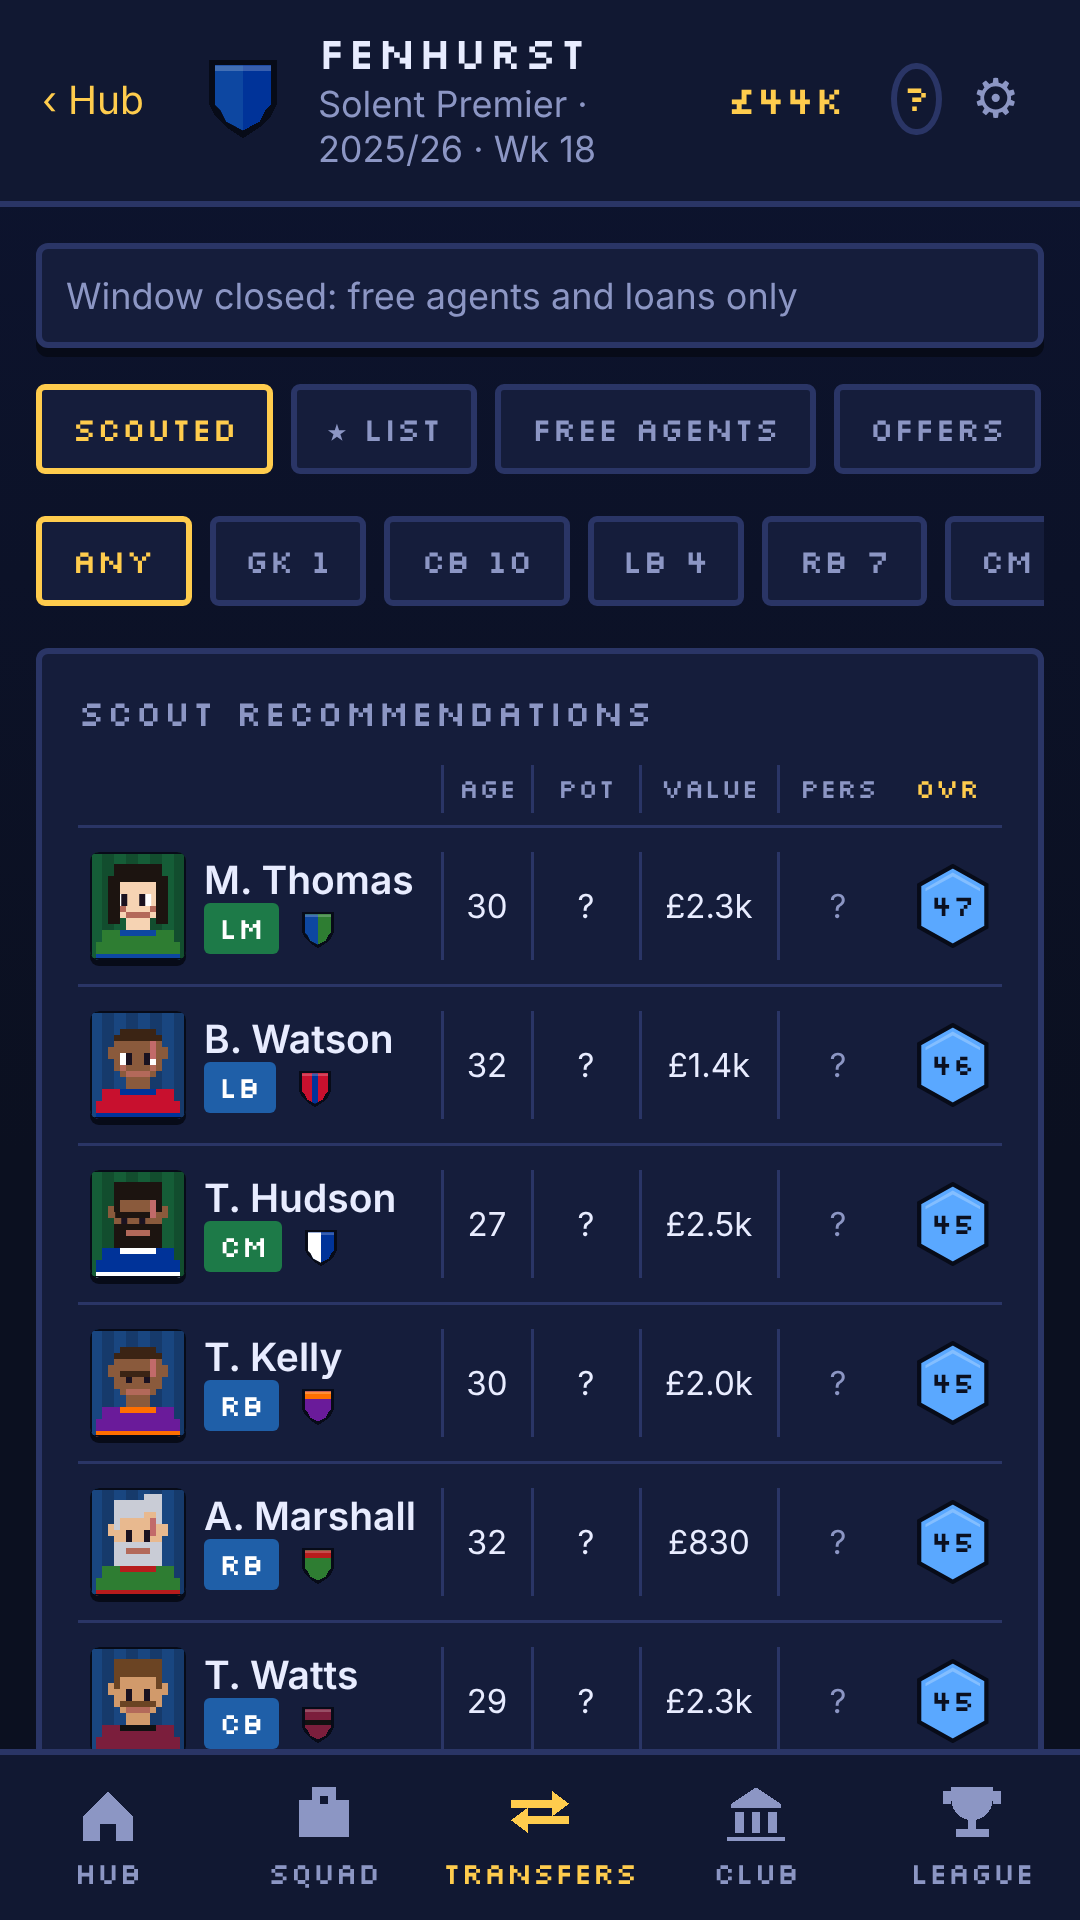 ‹ Hub
FENHURST
Solent Premier ·
2025/26 · Wk 18
£44K
?
Window closed: free agents and loans only
SCOUTED
★ LIST
FREE AGENTS
OFFERS
ANY
GK 1
CB 10
LB 4
RB 7
CM
SCOUT RECOMMENDATIONS
AGE POT VALUE PERS OVR
M. Thomas
LM
30 ? £2.3k ? 47
B. Watson
LB
32 ? £1.4k ? 46
T. Hudson
CM
27 ? £2.5k ? 45
T. Kelly
RB
30 ? £2.0k ? 45
A. Marshall
RB
32 ? £830 ? 45
T. Watts
CB
29 ? £2.3k ? 45
HUB
SQUAD
TRANSFERS
CLUB
LEAGUE